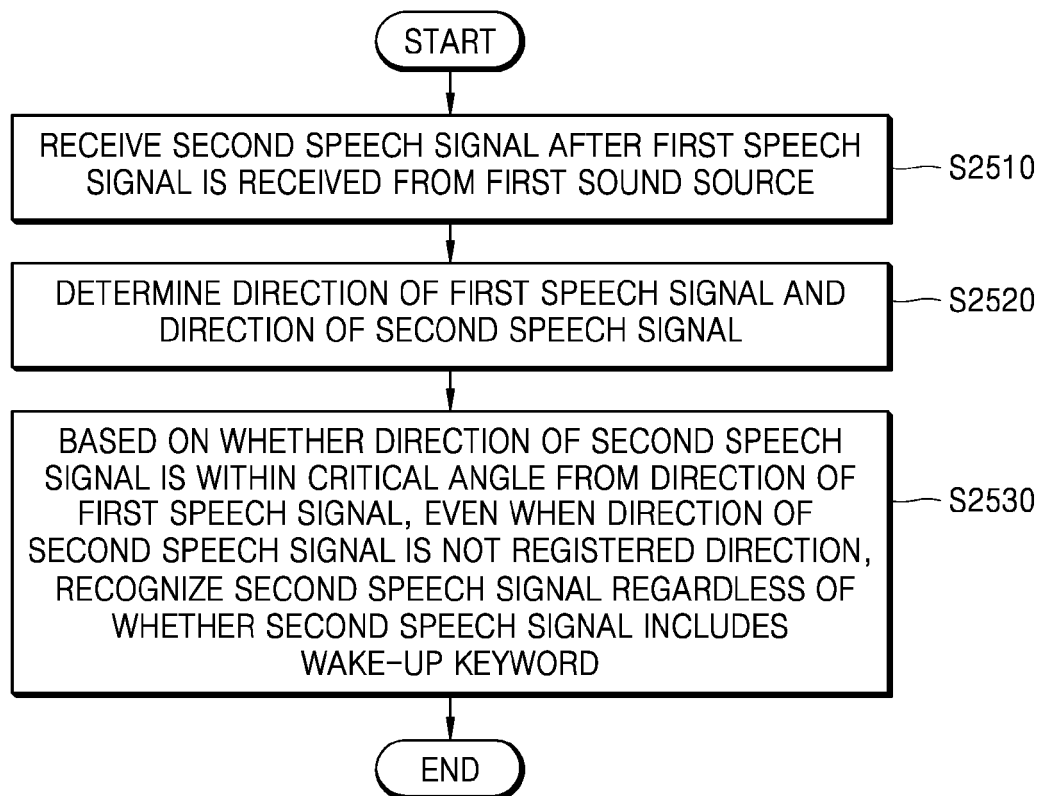 START
RECEIVE SECOND SPEECH SIGNAL AFTER FIRST SPEECH
SIGNAL IS RECEIVED FROM FIRST SOUND SOURCE
S2510
DETERMINE DIRECTION OF FIRST SPEECH SIGNAL AND
DIRECTION OF SECOND SPEECH SIGNAL
S2520
BASED ON WHETHER DIRECTION OF SECOND SPEECH
SIGNAL IS WITHIN CRITICAL ANGLE FROM DIRECTION OF
FIRST SPEECH SIGNAL, EVEN WHEN DIRECTION OF
SECOND SPEECH SIGNAL IS NOT REGISTERED DIRECTION,
RECOGNIZE SECOND SPEECH SIGNAL REGARDLESS OF
WHETHER SECOND SPEECH SIGNAL INCLUDES
WAKE-UP KEYWORD
S2530
END